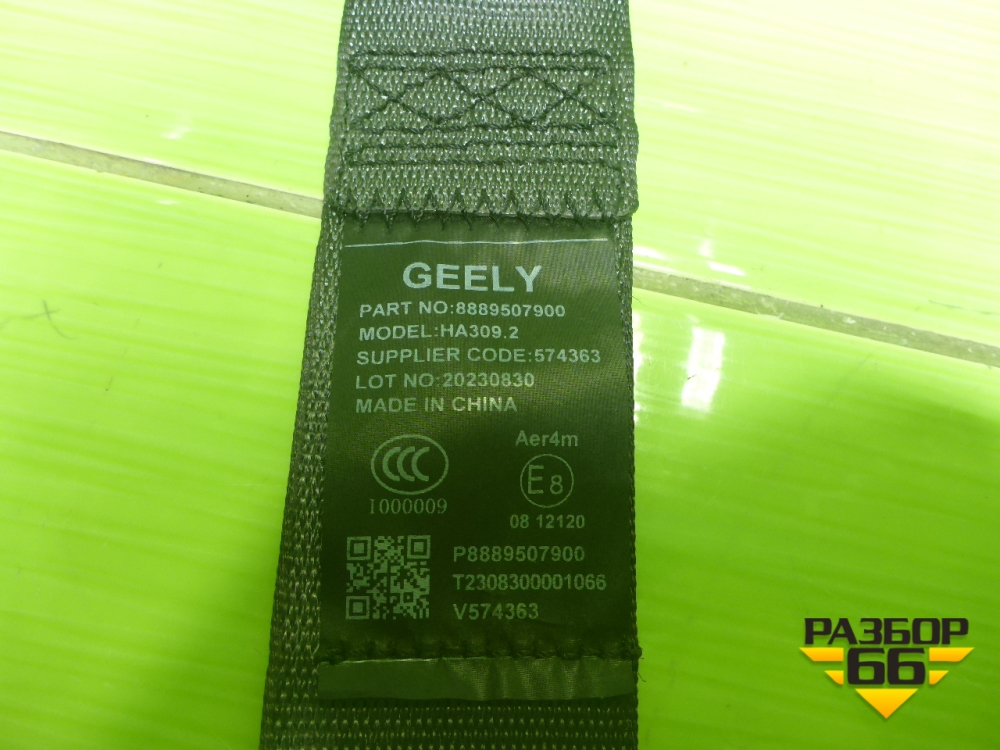 GEELY
PART NO:8889507900
MODEL:HA309.2
SUPPLIER CODE:574363
LOT NO:20230830
MADE IN CHINA
CCC
1000009
Aer4m
E8
08 12120
P8889507900
T2308300001066
V574363
РАЗБОР
66